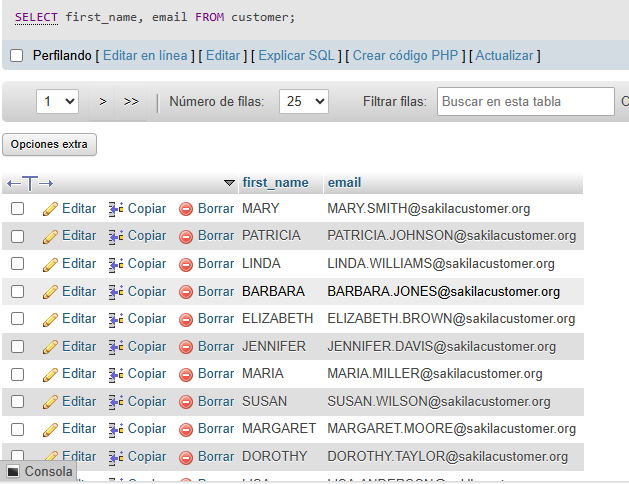 SELECT first_name, email FROM customer;
Perfilando [ Editar en línea ] [ Editar ] [ Explicar SQL ] [ Crear código PHP ] [ Actualizar ]
1 > >> | Número de filas: 25 Filtrar filas: Buscar en esta tabla
Opciones extra
←T→ first_name email
Editar Copiar Borrar MARY MARY.SMITH@sakilacustomer.org
Editar Copiar Borrar PATRICIA PATRICIA.JOHNSON@sakilacustomer.org
Editar Copiar Borrar LINDA LINDA.WILLIAMS@sakilacustomer.org
Editar Copiar Borrar BARBARA BARBARA.JONES@sakilacustomer.org
Editar Copiar Borrar ELIZABETH ELIZABETH.BROWN@sakilacustomer.org
Editar Copiar Borrar JENNIFER JENNIFER.DAVIS@sakilacustomer.org
Editar Copiar Borrar MARIA MARIA.MILLER@sakilacustomer.org
Editar Copiar Borrar SUSAN SUSAN.WILSON@sakilacustomer.org
Editar Copiar Borrar MARGARET MARGARET.MOORE@sakilacustomer.org
Editar Copiar Borrar DOROTHY DOROTHY.TAYLOR@sakilacustomer.org
Consola